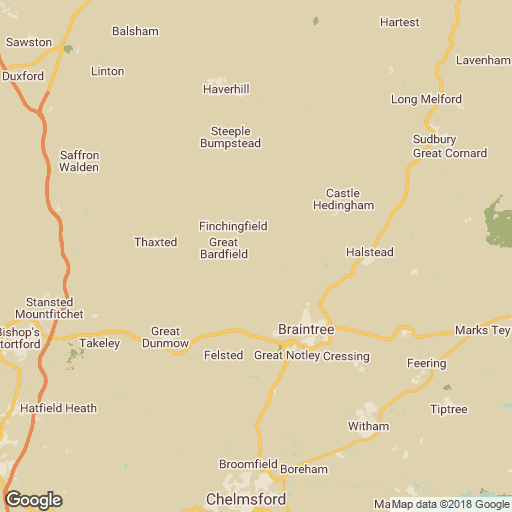 Hartest
Balsham
Sawston
Lavenham
Linton
Duxford
Haverhill
Long Melford
Steeple
Bumpstead
Sudbury
Great Cornard
Saffron
Walden
Castle
Hedingham
Finchingfield
Thaxted
Great
Bardfield
Halstead
Stansted
Mountfitchet
Bishop's
tortford
Great
Dunmow
Takeley
Braintree
Marks Tey
Felsted
Great Notley
Cressing
Feering
Hatfield Heath
Tiptree
Witham
Broomfield
Boreham
Google
Chelmsford
Ma
Map data ©2018 Google